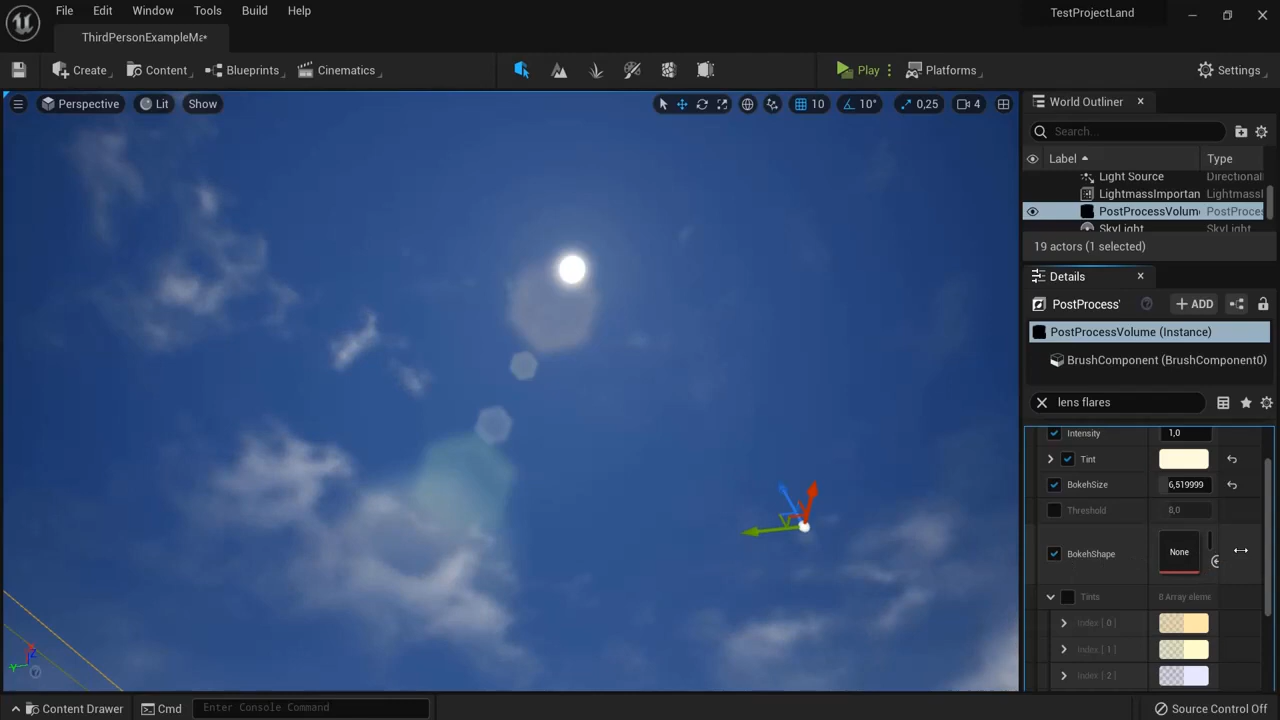 File Edit Window Tools Build Help
TestProjectLand
ThirdPersonExampleMa•
Create Content Blueprints Cinematics Play Platforms Settings
Perspective Lit Show 10 10° 0,25 4
World Outliner
Search...
Label Type
Light Source Directional
LightmassImportan LightmassI
PostProcessVolum PostProces
SkyLight SkyLight
19 actors (1 selected)
Details
PostProcess' ADD
PostProcessVolume (Instance)
BrushComponent (BrushComponent0)
lens flares
Intensity 1,0
Tint
BokehSize 6,519999
Threshold 8,0
BokehShape None
Tints 8 Array eleme
Index [ 0 ]
Index [ 1 ]
Index [ 2 ]
Content Drawer Cmd Enter Console Command Source Control Off